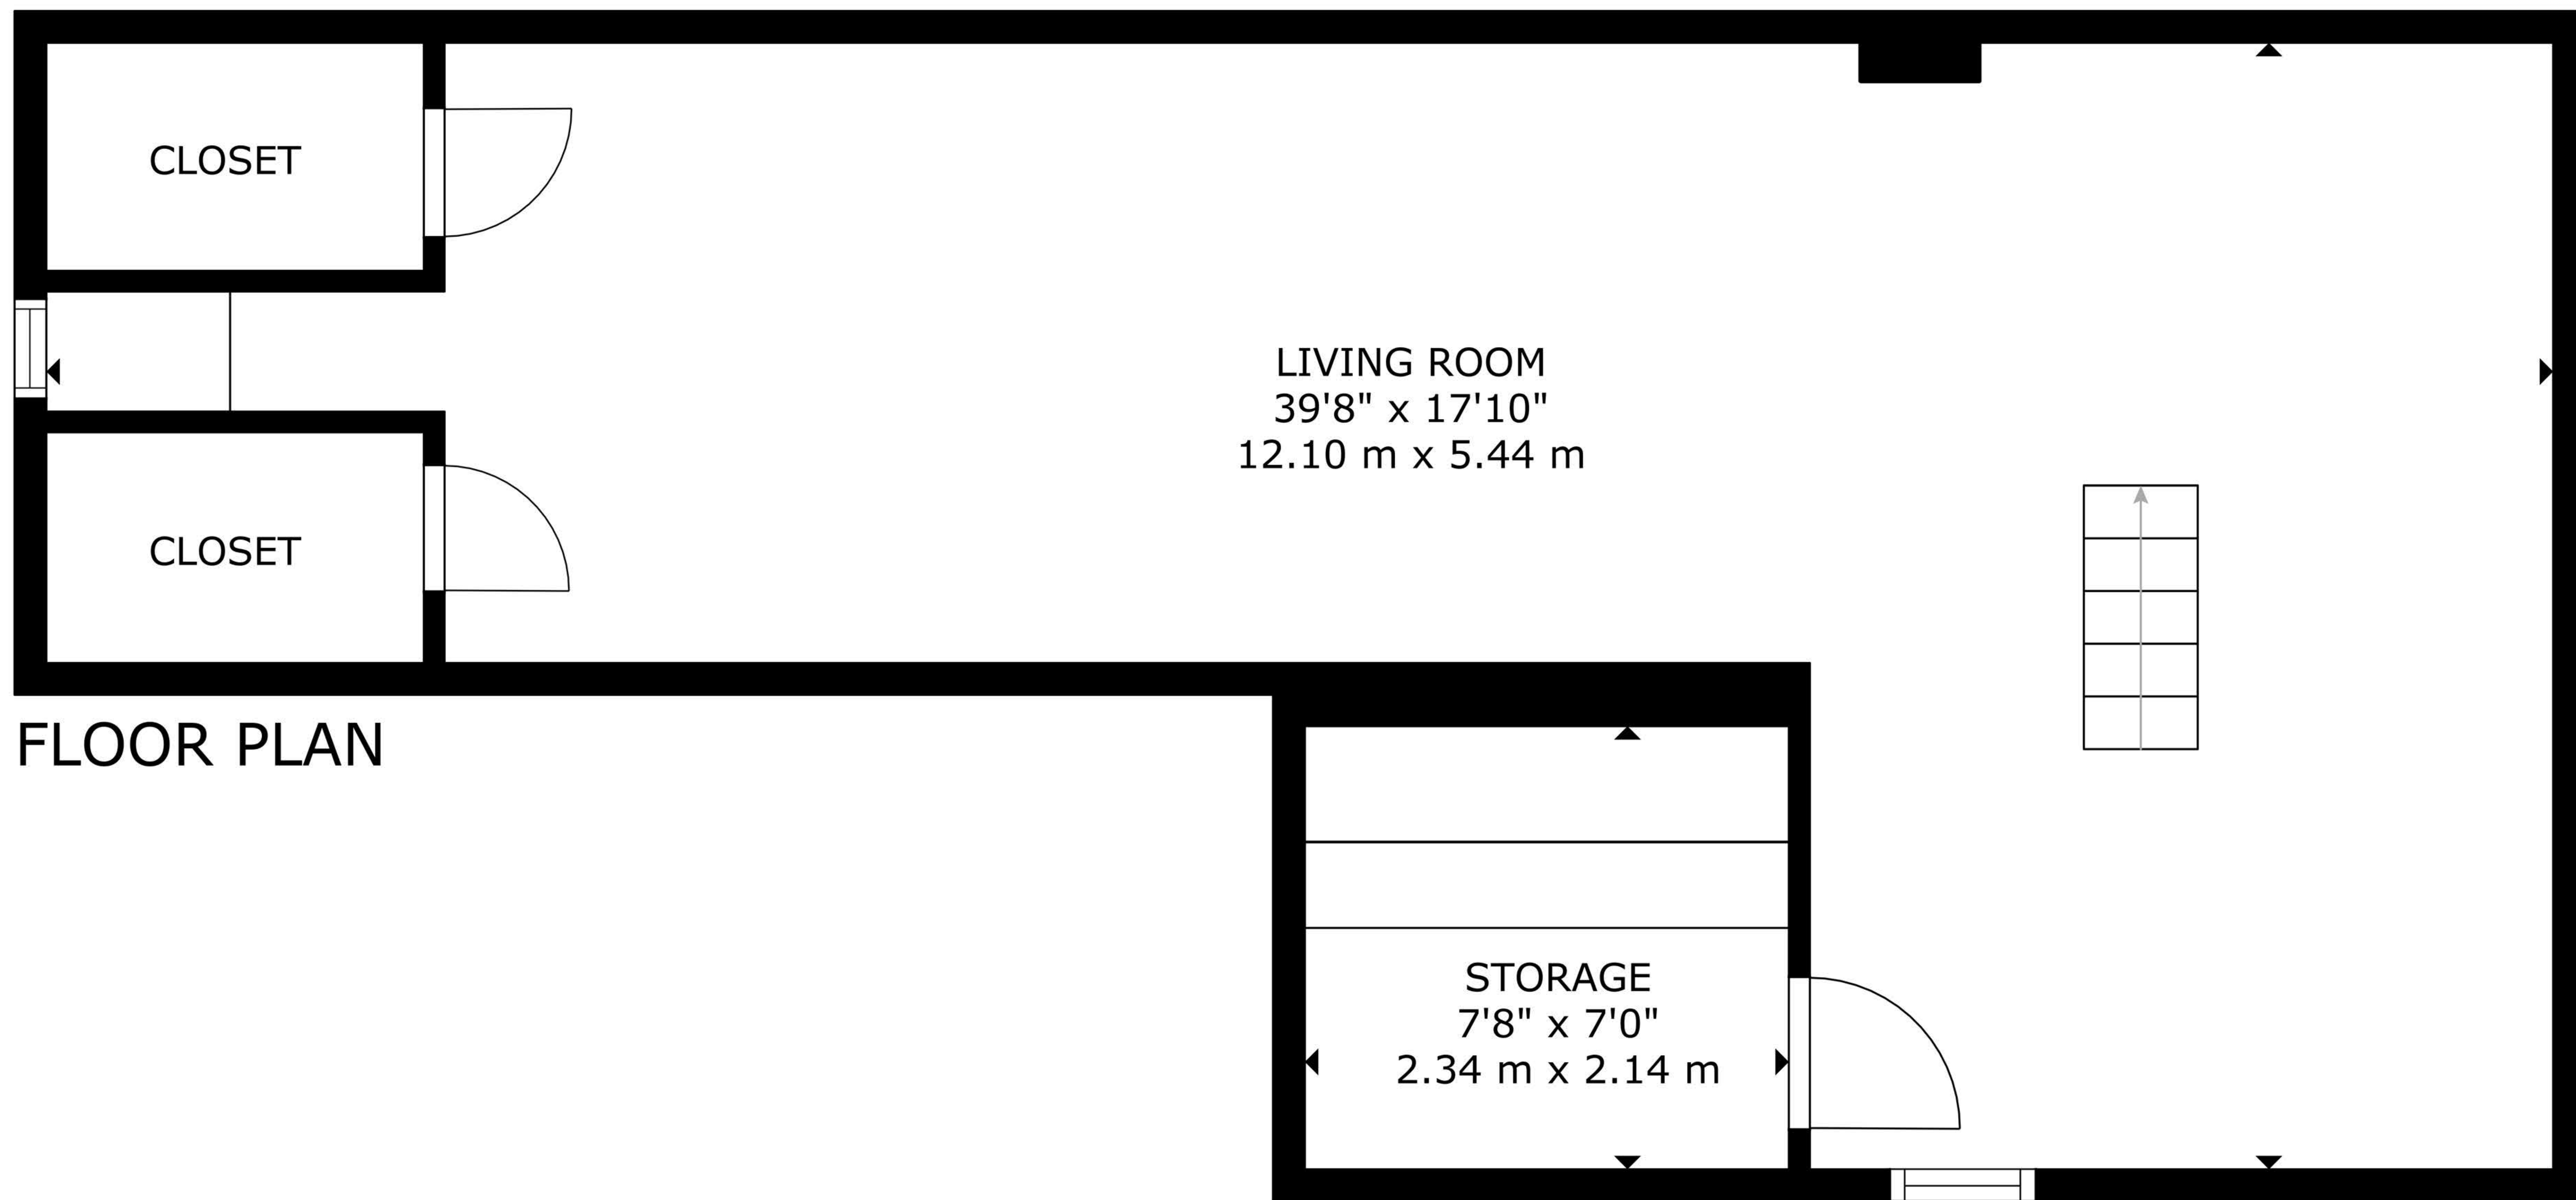 CLOSET
LIVING ROOM
39'8" x 17'10"
12.10 m x 5.44 m
CLOSET
FLOOR PLAN
STORAGE
7'8" x 7'0"
2.34 m x 2.14 m